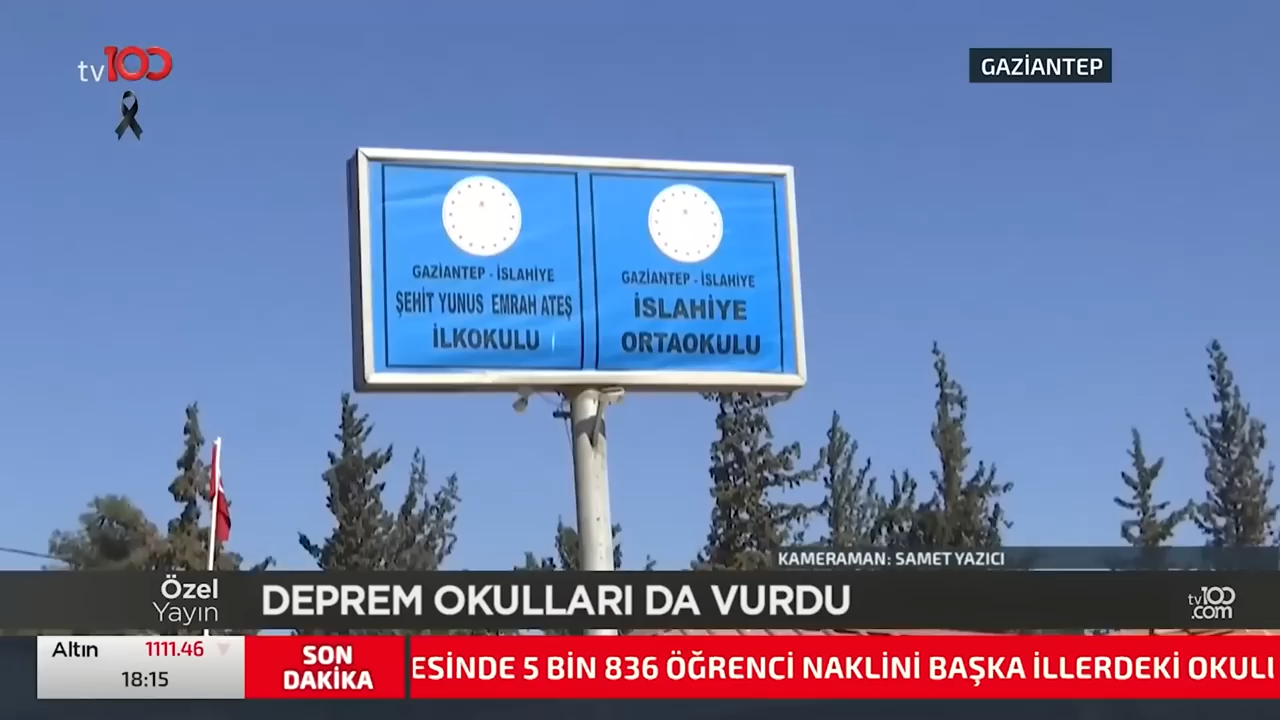 tv100
GAZİANTEP
GAZİANTEP - İSLAHİYE
ŞEHİT YUNUS EMRAH ATEŞ
İLKOKULU
GAZİANTEP - İSLAHİYE
İSLAHİYE
ORTAOKULU
KAMERAMAN: SAMET YAZICI
Özel
Yayın
DEPREM OKULLARI DA VURDU
tv100
.com
Altın 1111.46
18:15
SON
DAKİKA
ESİNDE 5 BİN 836 ÖĞRENCİ NAKLİNİ BAŞKA İLLERDEKİ OKULL